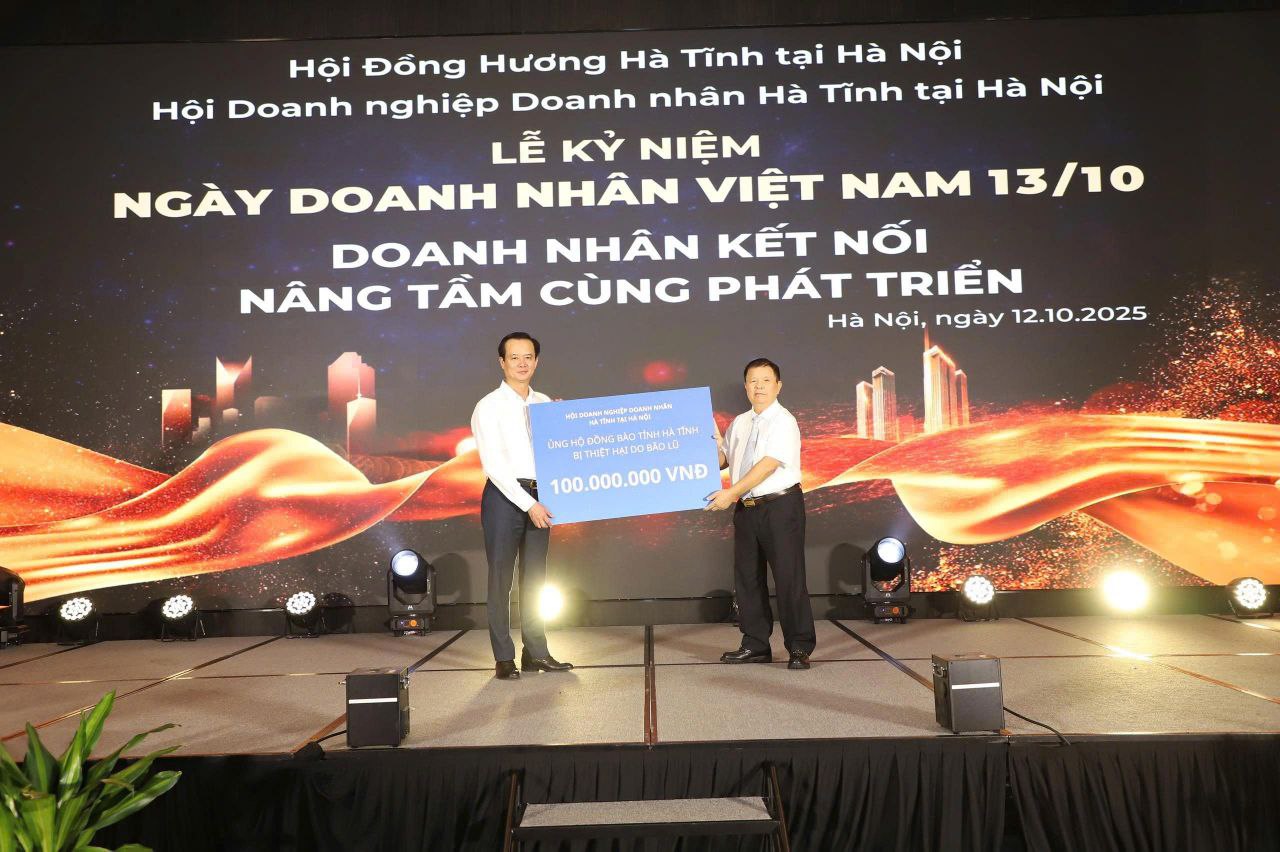 Hội Đồng Hương Hà Tĩnh tại Hà Nội
Hội Doanh nghiệp Doanh nhân Hà Tĩnh tại Hà Nội
LỄ KỶ NIỆM
NGÀY DOANH NHÂN VIỆT NAM 13/10
DOANH NHÂN KẾT NỐI
NÂNG TẦM CÙNG PHÁT TRIỂN
Hà Nội, ngày 12.10.2025
HỘI DOANH NGHIỆP DOANH NHÂN
HÀ TĨNH TẠI HÀ NỘI
ỦNG HỘ ĐỒNG BÀO TỈNH HÀ TĨNH
BỊ THIỆT HẠI DO BÃO LŨ
100.000.000 VNĐ